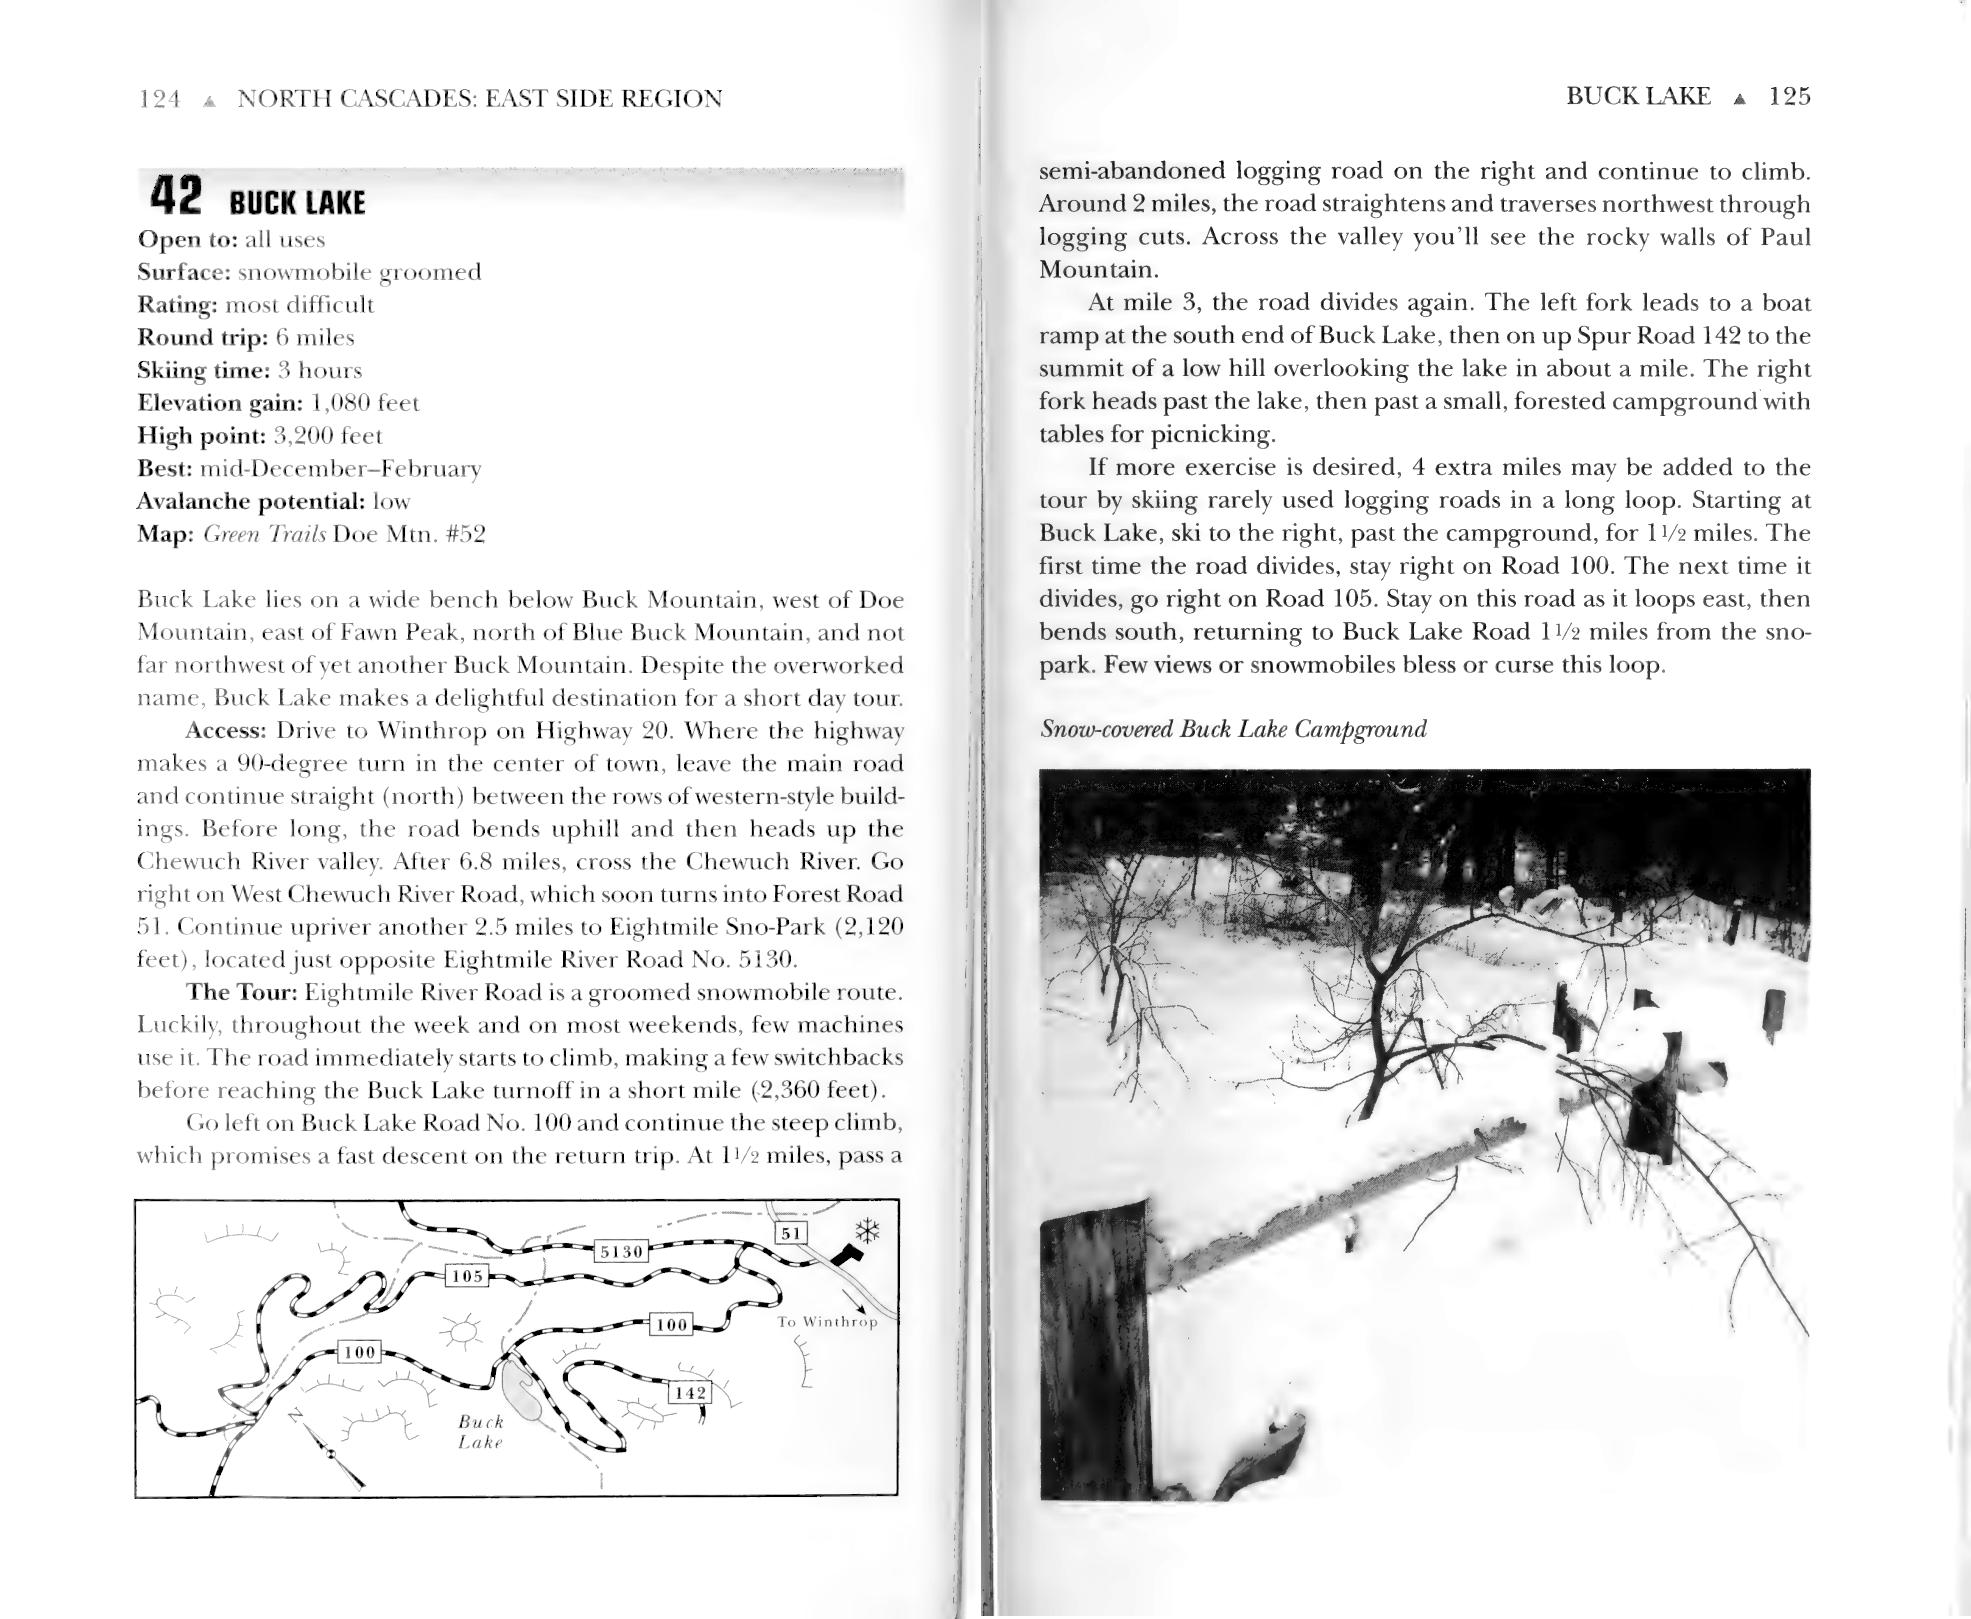 124 ▲ NORTH CASCADES: EAST SIDE REGION
42 BUCK LAKE
Open to: all uses
Surface: snowmobile groomed
Rating: most difficult
Round trip: 6 miles
Skiing time: 3 hours
Elevation gain: 1,080 feet
High point: 3,200 feet
Best: mid-December–February
Avalanche potential: low
Map: Green Trails Doe Mtn. #52
Buck Lake lies on a wide bench below Buck Mountain, west of Doe
Mountain, east of Fawn Peak, north of Blue Buck Mountain, and not
far northwest of yet another Buck Mountain. Despite the overworked
name, Buck Lake makes a delightful destination for a short day tour.
Access: Drive to Winthrop on Highway 20. Where the highway
makes a 90-degree turn in the center of town, leave the main road
and continue straight (north) between the rows of western-style build-
ings. Before long, the road bends uphill and then heads up the
Chewuch River valley. After 6.8 miles, cross the Chewuch River. Go
right on West Chewuch River Road, which soon turns into Forest Road
51. Continue upriver another 2.5 miles to Eightmile Sno-Park (2,120
feet), located just opposite Eightmile River Road No. 5130.
The Tour: Eightmile River Road is a groomed snowmobile route.
Luckily, throughout the week and on most weekends, few machines
use it. The road immediately starts to climb, making a few switchbacks
before reaching the Buck Lake turnoff in a short mile (2,360 feet).
Go left on Buck Lake Road No. 100 and continue the steep climb,
which promises a fast descent on the return trip. At 1 1/2 miles, pass a
51
5130
105
100
To Winthrop
100
142
N
Buck
Lake
BUCK LAKE ▲ 125
semi-abandoned logging road on the right and continue to climb.
Around 2 miles, the road straightens and traverses northwest through
logging cuts. Across the valley you'll see the rocky walls of Paul
Mountain.
At mile 3, the road divides again. The left fork leads to a boat
ramp at the south end of Buck Lake, then on up Spur Road 142 to the
summit of a low hill overlooking the lake in about a mile. The right
fork heads past the lake, then past a small, forested campground with
tables for picnicking.
If more exercise is desired, 4 extra miles may be added to the
tour by skiing rarely used logging roads in a long loop. Starting at
Buck Lake, ski to the right, past the campground, for 1 1/2 miles. The
first time the road divides, stay right on Road 100. The next time it
divides, go right on Road 105. Stay on this road as it loops east, then
bends south, returning to Buck Lake Road 1 1/2 miles from the sno-
park. Few views or snowmobiles bless or curse this loop.
Snow-covered Buck Lake Campground